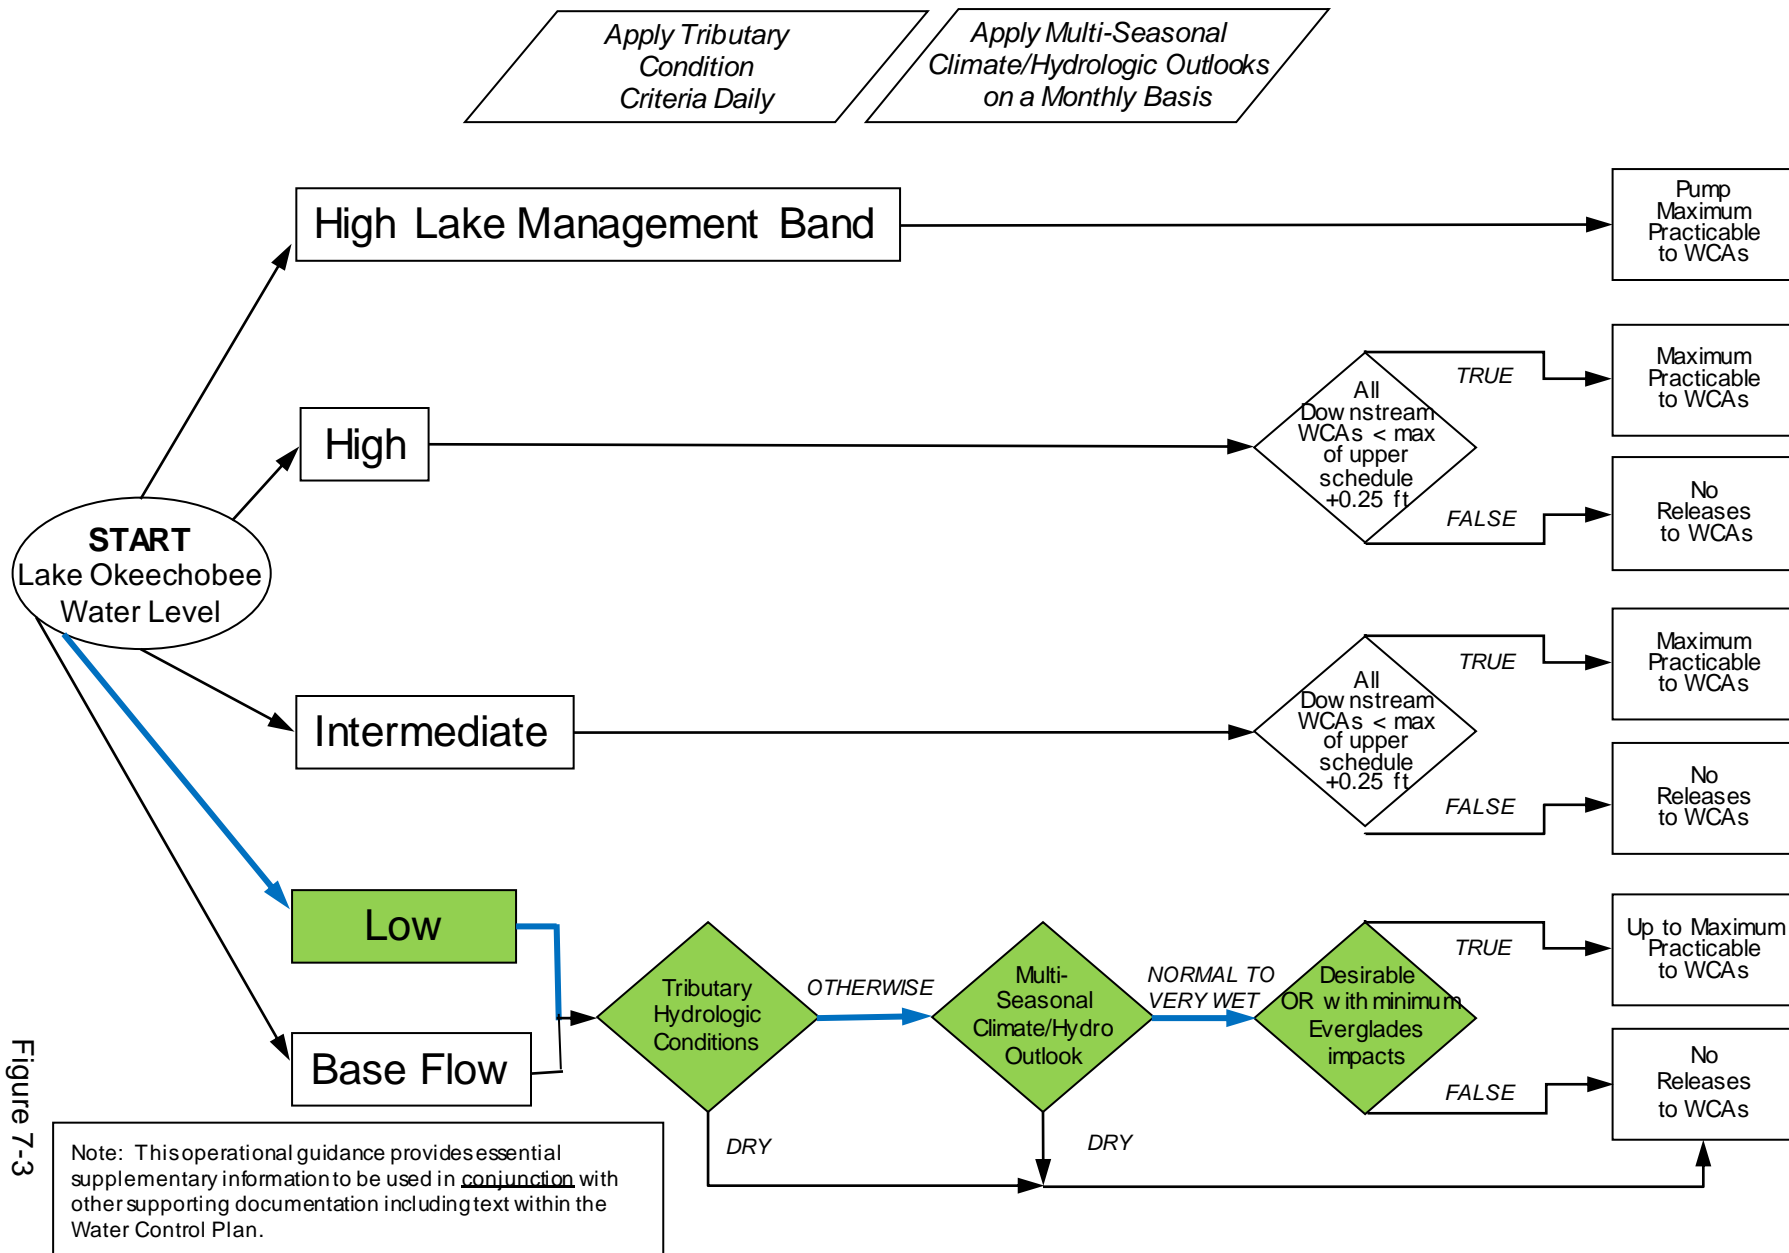 Apply Tributary
Condition
Criteria Daily
Apply Multi-Seasonal
Climate/Hydrologic Outlooks
on a Monthly Basis
High Lake Management Band
Pump
Maximum
Practicable
to WCAs
High
All
Downstream
WCAs < max
of upper
schedule
+0.25 ft
TRUE
Maximum
Practicable
to WCAs
FALSE
No
Releases
to WCAs
START
Lake Okeechobee
Water Level
Intermediate
All
Downstream
WCAs < max
of upper
schedule
+0.25 ft
TRUE
Maximum
Practicable
to WCAs
FALSE
No
Releases
to WCAs
Low
Base Flow
Tributary
Hydrologic
Conditions
OTHERWISE
DRY
Multi-
Seasonal
Climate/Hydro
Outlook
NORMAL TO
VERY WET
DRY
Desirable
OR with minimum
Everglades
impacts
TRUE
Up to Maximum
Practicable
to WCAs
FALSE
No
Releases
to WCAs
Note: This operational guidance provides essential
supplementary information to be used in conjunction with
other supporting documentation including text within the
Water Control Plan.
Figure 7-3